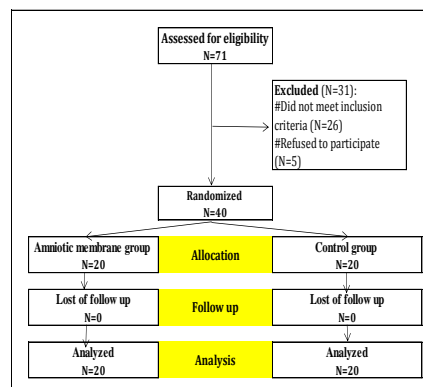 Assessed for eligibility
N=71
Excluded (N=31):
#Did not meet inclusion
criteria (N=26)
#Refused to participate
(N=5)
Randomized
N=40
Amniotic membrane group
N=20
Allocation
Control group
N=20
Lost of follow up
N=0
Follow up
Lost of follow up
N=0
Analyzed
N=20
Analysis
Analyzed
N=20